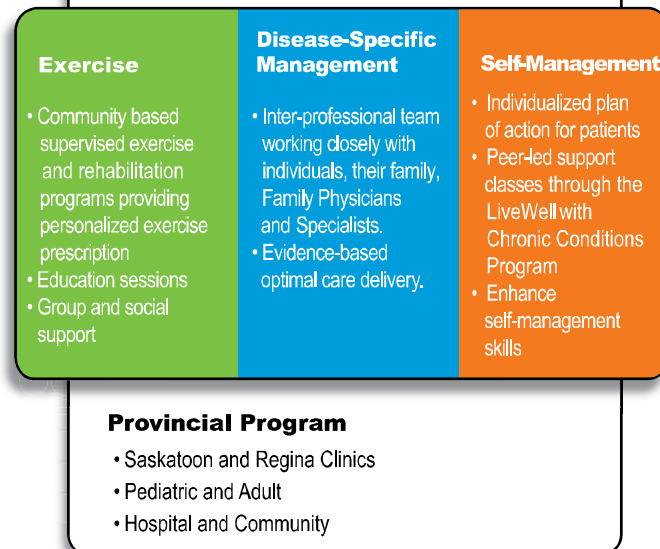 Exercise
• Community based
supervised exercise
and rehabilitation
programs providing
personalized exercise
prescription
• Education sessions
• Group and social
support
Disease-Specific
Management
• Inter-professional team
working closely with
individuals, their family,
Family Physicians
and Specialists.
• Evidence-based
optimal care delivery.
Self-Management
• Individualized plan
of action for patients
• Peer-led support
classes through the
LiveWell with
Chronic Conditions
Program
• Enhance
self-management
skills
Provincial Program
• Saskatoon and Regina Clinics
• Pediatric and Adult
• Hospital and Community